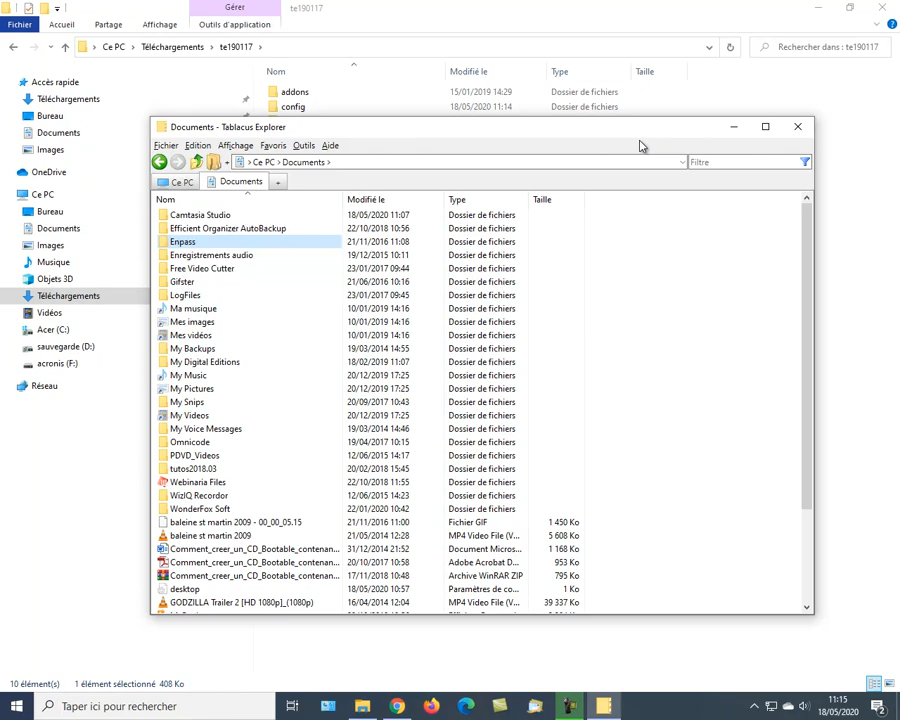 Gérer
te190117
Fichier Accueil Partage Affichage Outils d'application
Ce PC Téléchargements te190117
Rechercher dans : te190117
Nom Modifié le Type Taille
Accès rapide
Téléchargements
Bureau
Documents
Images
OneDrive
Ce PC
Bureau
Documents
Images
Musique
Objets 3D
Téléchargements
Vidéos
Acer (C:)
sauvegarde (D:)
acronis (F:)
Réseau
addons 15/01/2019 14:29 Dossier de fichiers
config 18/05/2020 11:14 Dossier de fichiers
Documents - Tablacus Explorer
Fichier Edition Affichage Favoris Outils Aide
Ce PC Documents
Filtre
Ce PC Documents +
Nom Modifié le Type Taille
Camtasia Studio 18/05/2020 11:07 Dossier de fichiers
Efficient Organizer AutoBackup 22/10/2018 10:56 Dossier de fichiers
Enpass 21/11/2016 11:08 Dossier de fichiers
Enregistrements audio 19/12/2015 10:11 Dossier de fichiers
Free Video Cutter 23/01/2017 09:44 Dossier de fichiers
Gifster 21/06/2016 10:16 Dossier de fichiers
LogFiles 23/01/2017 09:45 Dossier de fichiers
Ma musique 10/01/2019 14:16 Dossier de fichiers
Mes images 10/01/2019 14:16 Dossier de fichiers
Mes vidéos 10/01/2019 14:16 Dossier de fichiers
My Backups 19/03/2014 14:55 Dossier de fichiers
My Digital Editions 18/02/2019 11:07 Dossier de fichiers
My Music 20/12/2019 17:25 Dossier de fichiers
My Pictures 20/12/2019 17:25 Dossier de fichiers
My Snips 20/09/2017 10:43 Dossier de fichiers
My Videos 20/12/2019 17:25 Dossier de fichiers
My Voice Messages 19/03/2014 14:46 Dossier de fichiers
Omnicode 19/04/2017 10:15 Dossier de fichiers
PDVD_Videos 12/06/2015 14:17 Dossier de fichiers
tutos2018.03 20/02/2018 15:45 Dossier de fichiers
Webinaria Files 22/10/2018 11:55 Dossier de fichiers
WizIQ Recordor 12/06/2015 14:23 Dossier de fichiers
WonderFox Soft 22/01/2020 10:42 Dossier de fichiers
baleine st martin 2009 - 00_00_05.15 21/11/2016 11:00 Fichier GIF 1 450 Ko
baleine st martin 2009 21/05/2014 12:28 MP4 Video File (V... 5 608 Ko
Comment_creer_un_CD_Bootable_contenan... 31/12/2014 21:52 Document Micros... 1 168 Ko
Comment_creer_un_CD_Bootable_contenan... 20/10/2017 10:58 Adobe Acrobat D... 953 Ko
Comment_creer_un_CD_Bootable_contenan... 17/11/2018 10:48 Archive WinRAR ZIP 795 Ko
desktop 18/05/2020 10:57 Paramètres de co... 1 Ko
GODZILLA Trailer 2 [HD 1080p]_(1080p) 16/04/2014 12:04 MP4 Video File (V... 39 337 Ko
10 élément(s) 1 élément sélectionné 408 Ko
Taper ici pour rechercher
11:15
18/05/2020
2